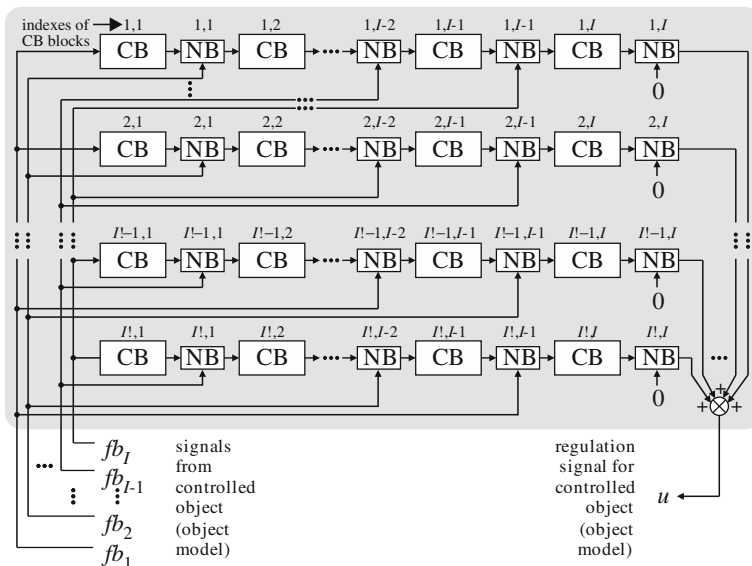 indexes of CB blocks
1,1 1,1 1,2 1,I-2 1,I-1 1,I-1 1,I 1,I
CB NB CB NB CB NB CB NB
0
2,1 2,1 2,2 2,I-2 2,I-1 2,I-1 2,I 2,I
CB NB CB NB CB NB CB NB
0
I!−1,1 I!−1,1 I!−1,2 I!−1,I-2 I!−1,I-1 I!−1,I-1 I!−1,I I!−1,I
CB NB CB NB CB NB CB NB
0
I!,1 I!,1 I!,2 I!,I-2 I!,I-1 I!,I-1 I!,I I!,I
CB NB CB NB CB NB CB NB
0
+ + + +
fb_I
fb_I-1
fb_2
fb_1
signals
from
controlled
object
(object
model)
regulation
signal for
controlled
object
(object
model)
u